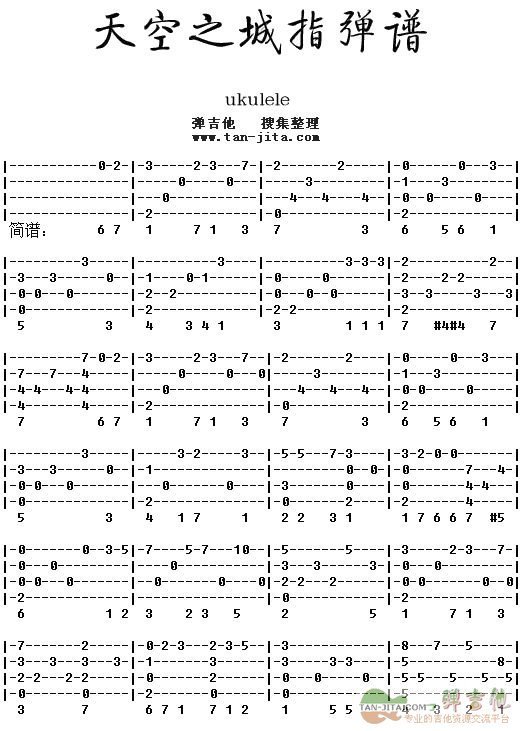 天空之城指弹谱
ukulele
弹吉他 搜集整理
www.tan-jita.com
|-----------0-2-|-3-----2-3---7-|-2-------2-----|-0------0---3--|
|---------------|-----0-----0---|-----3---------|-1---3---------|
|---------------|---0-----------|---4---4----4--|---0-----0-----|
|---------------|-2-------------|-0-------------|-2-------------|
简谱: 6 7 1 7 1 3 7 3 6 5 6 1
|---------3-----|-------3-------|---------3-3-3-|--------2------|
|-3---3------0--|-1----0-1------|-0----0--------|-2----2-2------|
|-0-0---0-------|-2-2-----------|---0-0---------|-3-3------3----|
|-0-------------|-2-------------|-2-------------|-2-------------|
5 3 4 3 4 1 3 1 1 1 7 #4#4 7
|---------7-0-2-|-3-----2-3---7-|-2-------2-----|-0------0---3--|
|-7---7---4-----|-----0-----0--0|-----3---------|-1---3---------|
|-4---4--4-4----|---0-----------|---4---4----4--|---0-0----0----|
|-4-------4-----|-2-------------|-0-------------|-2-------------|
7 6 7 1 7 1 3 7 3 6 5 6 1
|---------3-----|-----3-2----3--|-5---5--7-3----|-3-2-0-0-------|
|-3---3------0--|-1-------------|---------0--0--|---------7---4-|
|-0-0---0-------|---0-------0---|-3-------0-----|-0-------4-4---|
|-0-------------|-2-------------|-0-------2-----|---------4-4---|
5 3 4 1 7 1 2 2 3 1 1 7 6 6 7 #5
|-0-------0--3-5|-7----5-7---10-|-5-------5-----|-3-----2-3---7-|
|-0---0---------|----0----------|---3----3----3-|-----0-----0---|
|-0-0---0-------|--0-----0------|-2---2-2-------|---0-----------|
|-2-------------|---------------|-2-------------|-2-------------|
6 1 2 3 2 3 5 2 5 1 7 1 3
|-7-------2-----|-0-2-3---2-3-5-|-3-----3-3-----|-8---7---5-----|
|-3---3---3---3-|-1-------3-----|-0-------------|-5-----------8-|
|-2---2-2-----2-|-2-------0-----|-0---0---0---0-|-5-5---5---5---5|
|-0-------0-----|-2-------2-----|-0-------------|-5-------------|
3 7 6 7 1 7 1 2 1 5 5 4 3 2 1
弹吉他
TAN-JITA.COM
专业的吉他资源交流平台